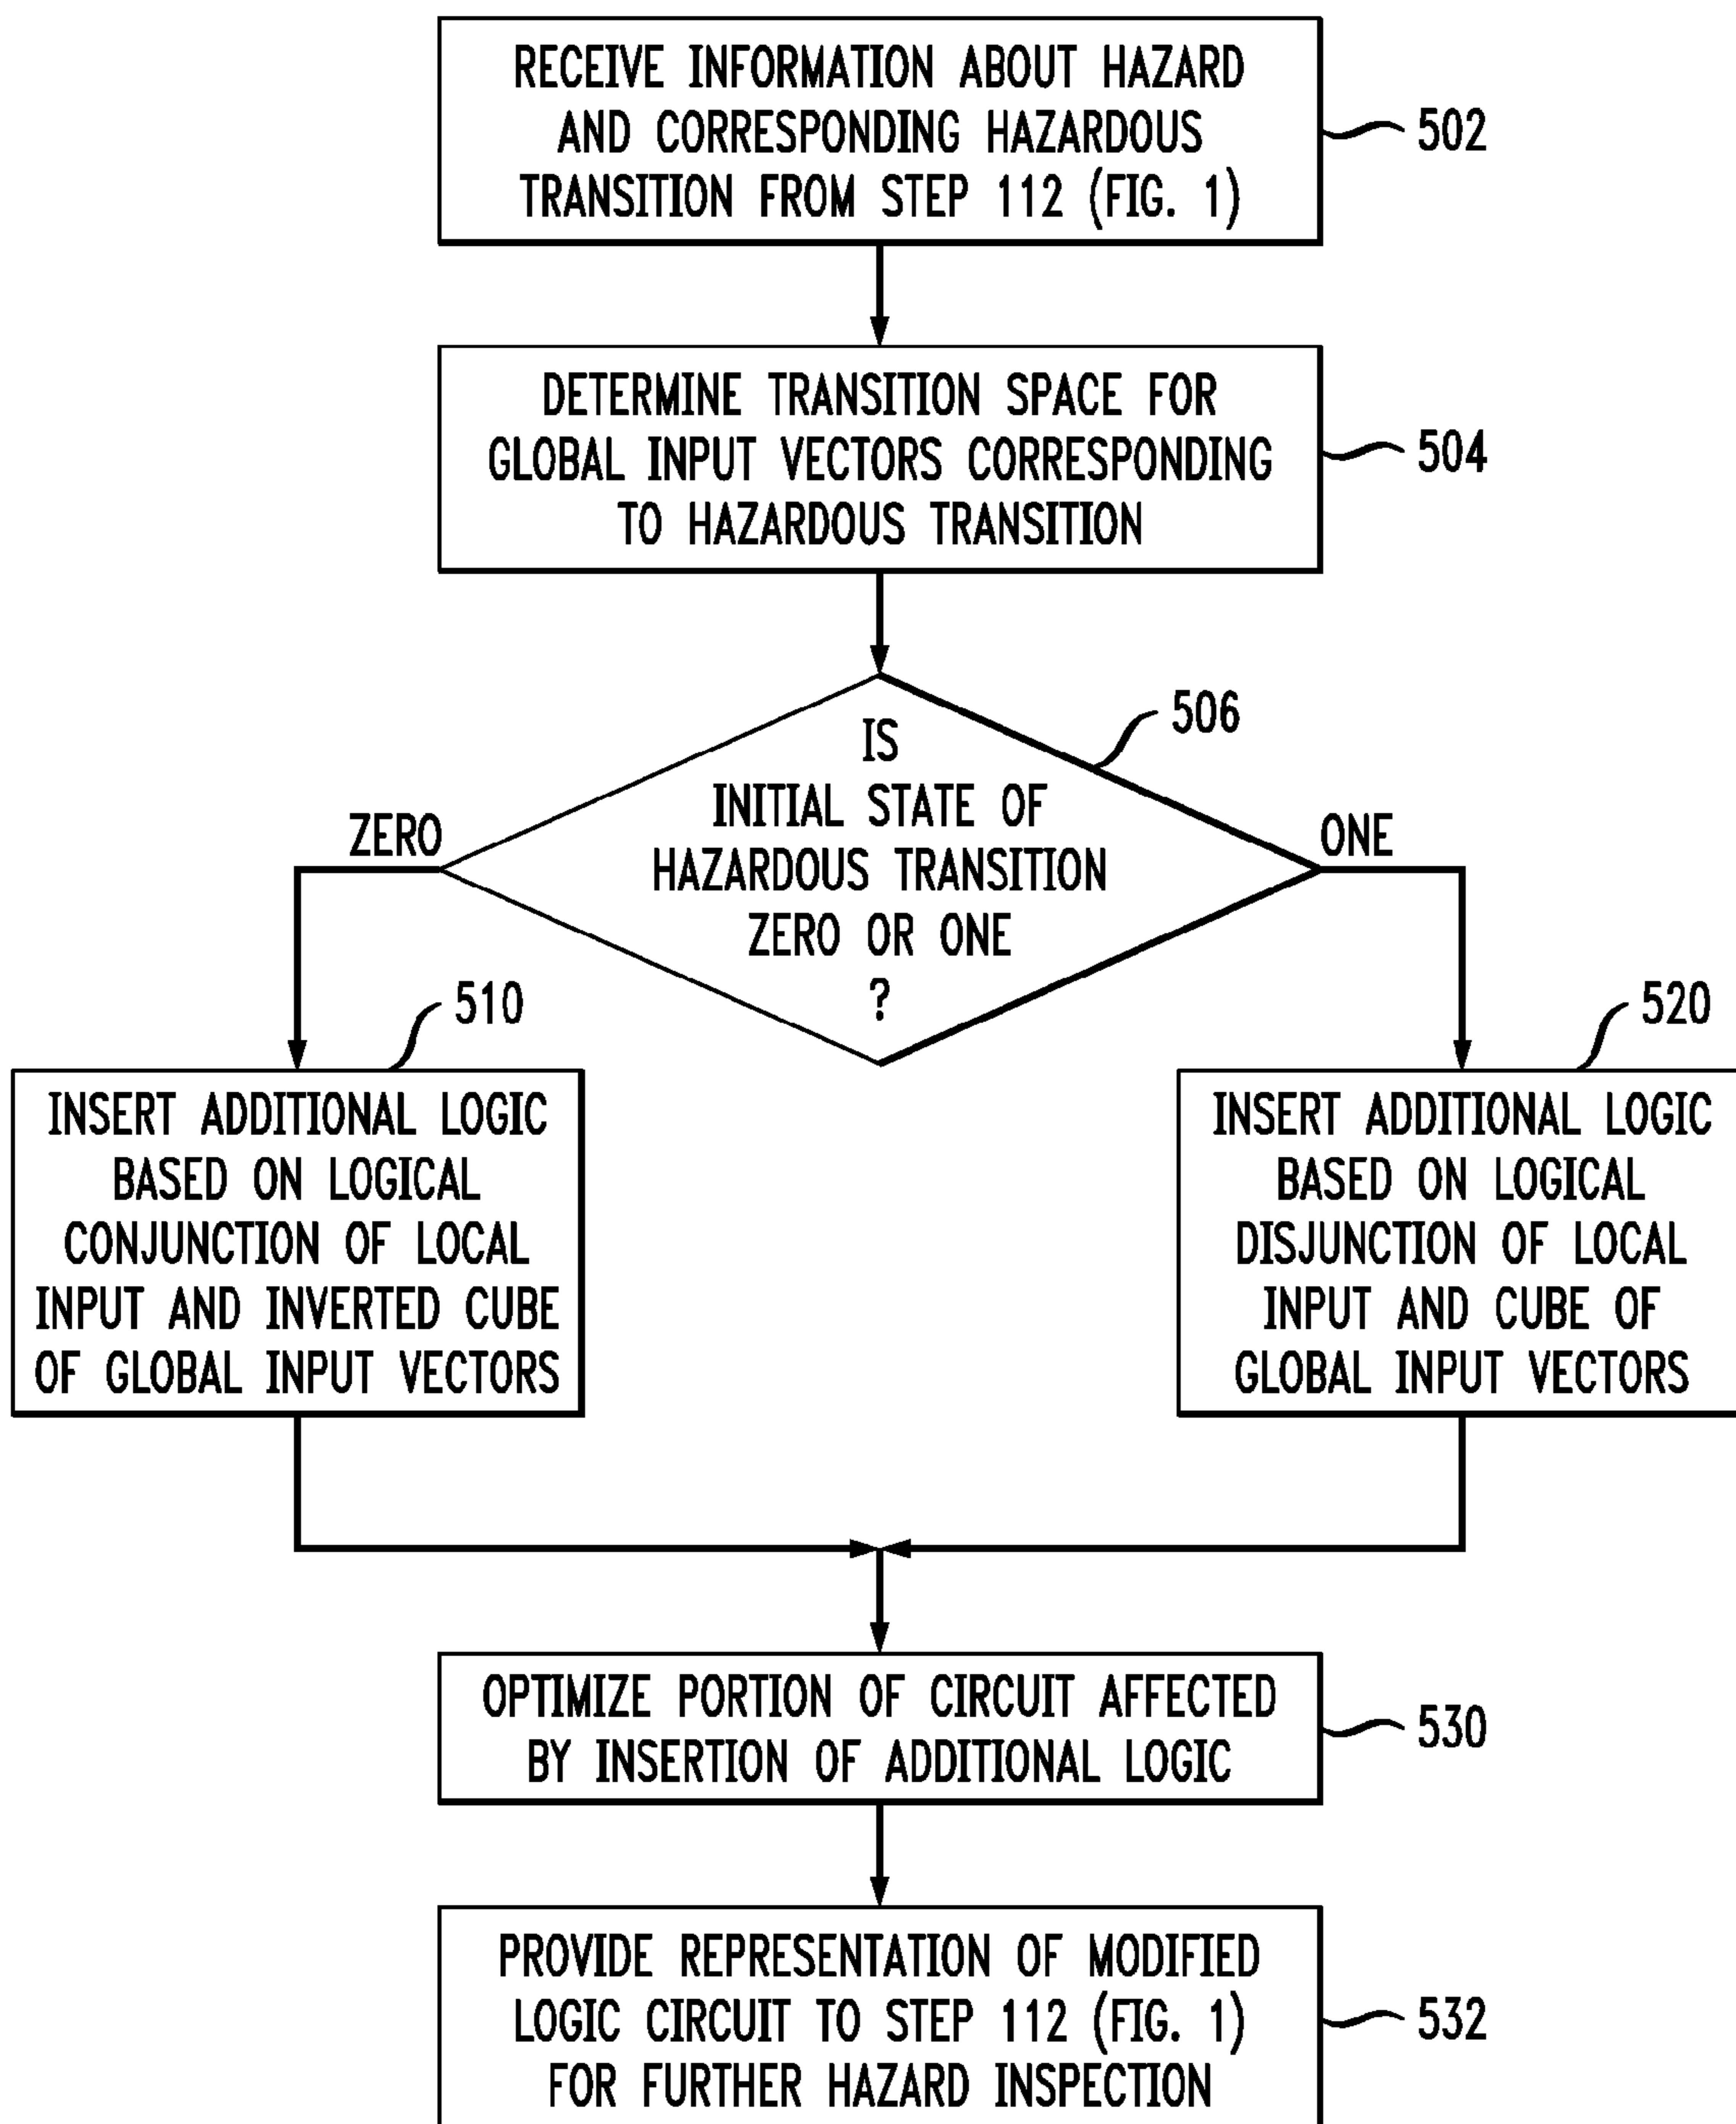 RECEIVE INFORMATION ABOUT HAZARD
AND CORRESPONDING HAZARDOUS
TRANSITION FROM STEP 112 (FIG. 1)
502
DETERMINE TRANSITION SPACE FOR
GLOBAL INPUT VECTORS CORRESPONDING
TO HAZARDOUS TRANSITION
504
IS
INITIAL STATE OF
HAZARDOUS TRANSITION
ZERO OR ONE
?
506
ZERO
ONE
510
INSERT ADDITIONAL LOGIC
BASED ON LOGICAL
CONJUNCTION OF LOCAL
INPUT AND INVERTED CUBE
OF GLOBAL INPUT VECTORS
520
INSERT ADDITIONAL LOGIC
BASED ON LOGICAL
DISJUNCTION OF LOCAL
INPUT AND CUBE OF
GLOBAL INPUT VECTORS
OPTIMIZE PORTION OF CIRCUIT AFFECTED
BY INSERTION OF ADDITIONAL LOGIC
530
PROVIDE REPRESENTATION OF MODIFIED
LOGIC CIRCUIT TO STEP 112 (FIG. 1)
FOR FURTHER HAZARD INSPECTION
532